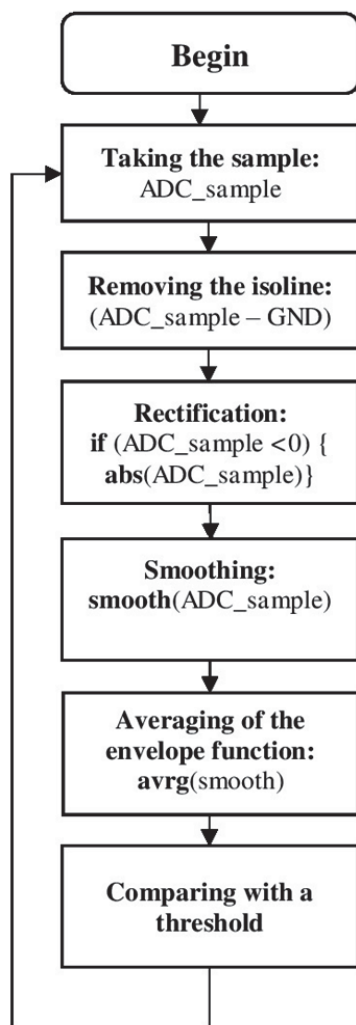 Begin
Taking the sample:
ADC_sample
Removing the isoline:
(ADC_sample – GND)
Rectification:
if (ADC_sample <0) {
abs(ADC_sample)}
Smoothing:
smooth(ADC_sample)
Averaging of the
envelope function:
avrg(smooth)
Comparing with a
threshold